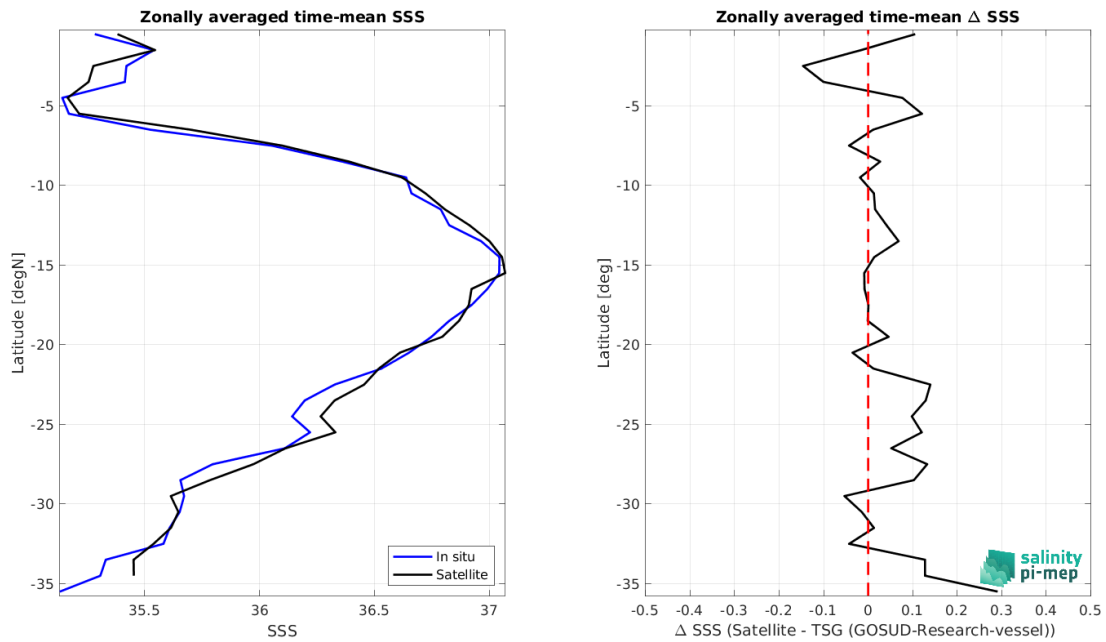 Zonally averaged time-mean SSS
-5
-10
-15
-20
-25
-30
-35
Latitude [degN]
35.5
36
36.5
37
SSS
In situ
Satellite
Zonally averaged time-mean Δ SSS
-5
-10
-15
-20
-25
-30
-35
Latitude [deg]
-0.5
-0.4
-0.3
-0.2
-0.1
0
0.1
0.2
0.3
0.4
0.5
Δ SSS (Satellite - TSG (GOSUD-Research-vessel))
salinity
pi-mep